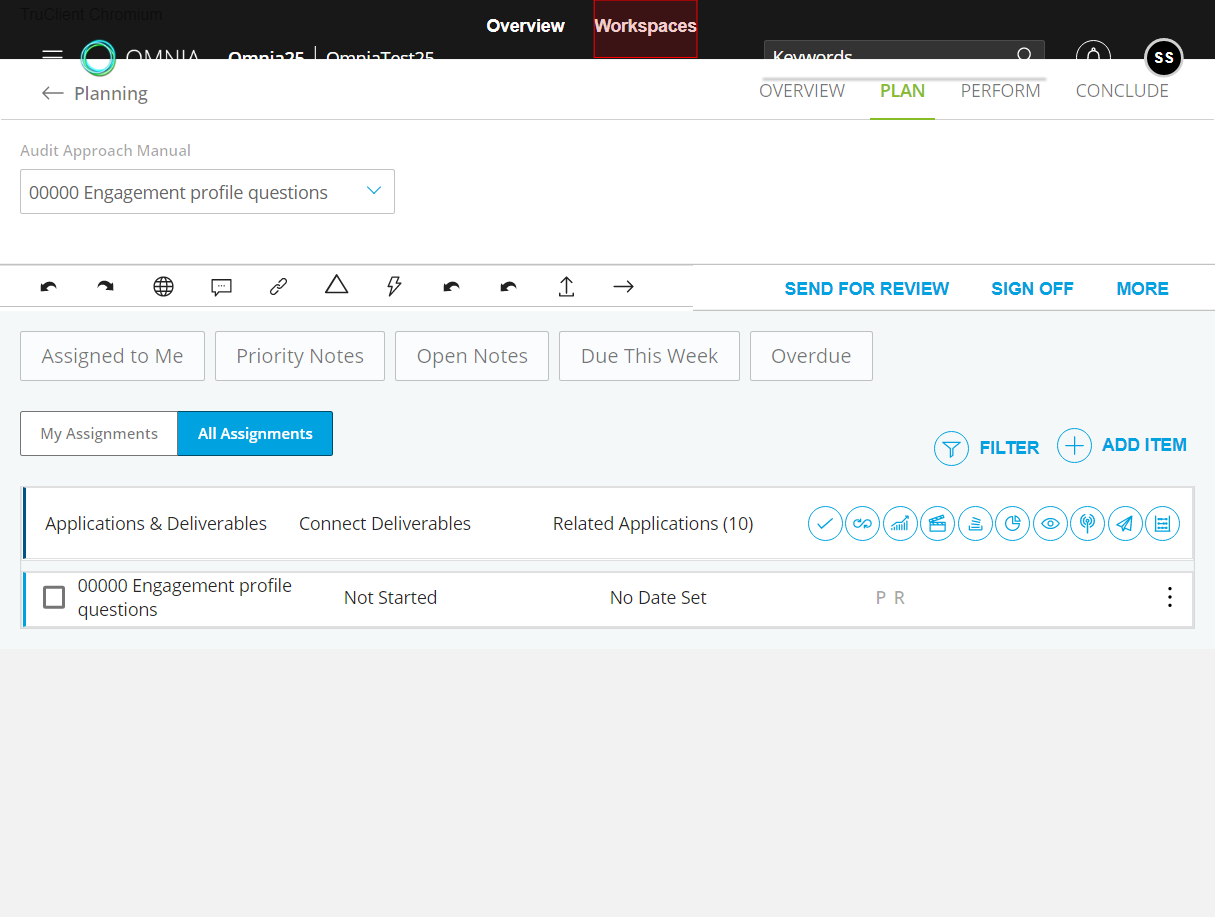 TruClient Chromium
Overview Workspaces
OMNIA Omnia25 OmniaTest25 Keywords SS
Planning OVERVIEW PLAN PERFORM CONCLUDE
Audit Approach Manual
00000 Engagement profile questions
SEND FOR REVIEW SIGN OFF MORE
Assigned to Me Priority Notes Open Notes Due This Week Overdue
My Assignments All Assignments
FILTER ADD ITEM
Applications & Deliverables Connect Deliverables Related Applications (10)
00000 Engagement profile
questions Not Started No Date Set P R